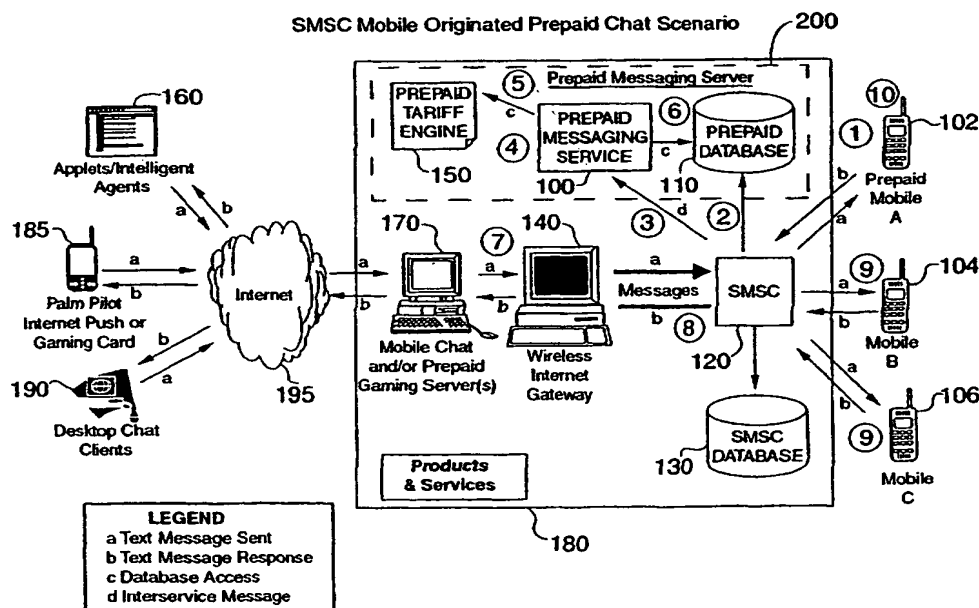 SMSC Mobile Originated Prepaid Chat Scenario
200
160
Applets/Intelligent
Agents
a
b
185
a
b
Palm Pilot
Internet Push or
Gaming Card
190
b
a
Desktop Chat
Clients
Internet
195
a
b
Prepaid Messaging Server
5
PREPAID
TARIFF
ENGINE
150
c
4
PREPAID
MESSAGING
SERVICE
100
6
c
PREPAID
DATABASE
110
3
d
2
170
Mobile Chat
and/or Prepaid
Gaming Server(s)
7
a
b
140
Wireless
Internet
Gateway
a
Messages
b
8
SMSC
120
SMSC
DATABASE
130
Products
& Services
180
10
1
102
b
a
Prepaid
Mobile
A
9
104
a
b
Mobile
B
a
b
106
9
Mobile
C
LEGEND
a Text Message Sent
b Text Message Response
c Database Access
d Interservice Message